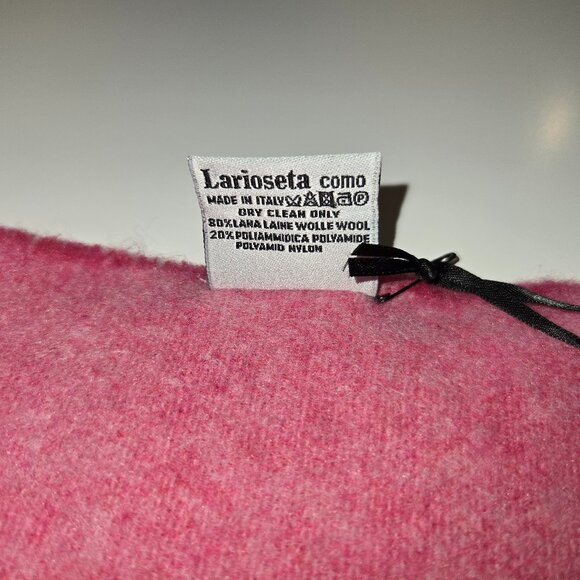 Larioseta como
MADE IN ITALY
DRY CLEAN ONLY
80%LANA LAINE WOLLE WOOL
20%POLIAMMIDICA POLYAMIDE
POLYAMID NYLON